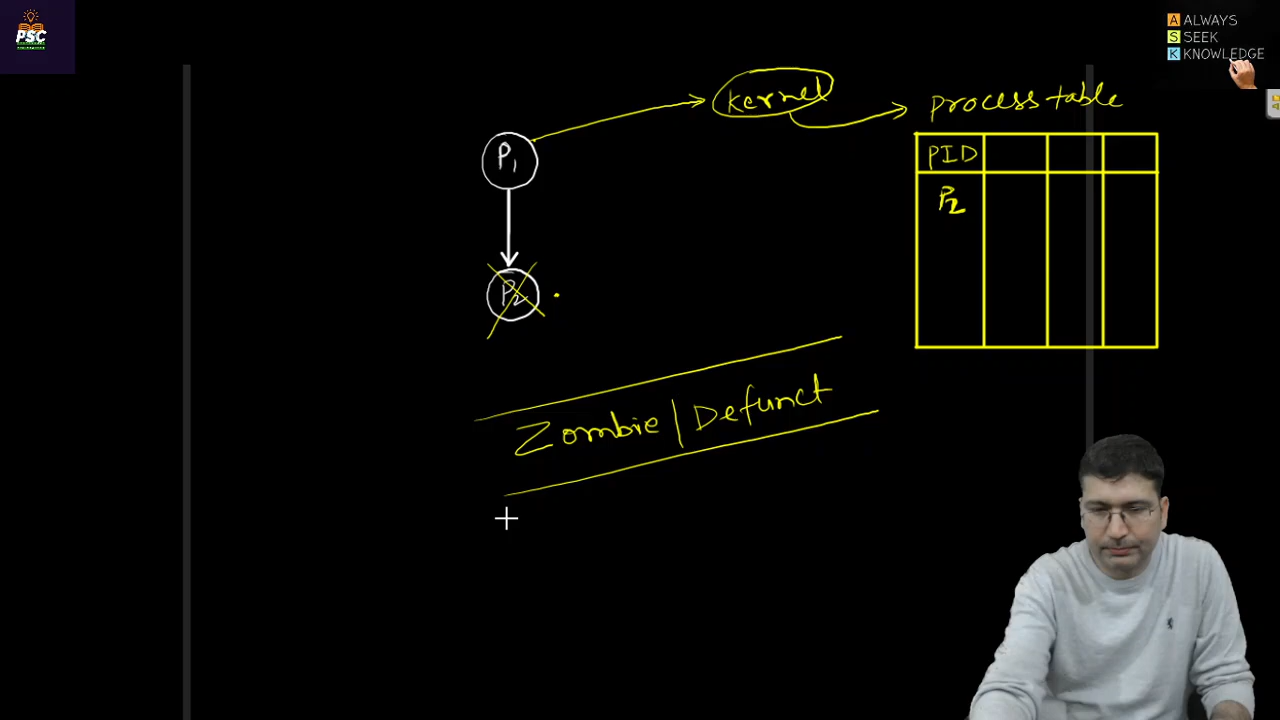 PSC
A ALWAYS
S SEEK
K KNOWLEDGE
kernel
process table
PID
P1
P2
P2
Zombie | Defunct